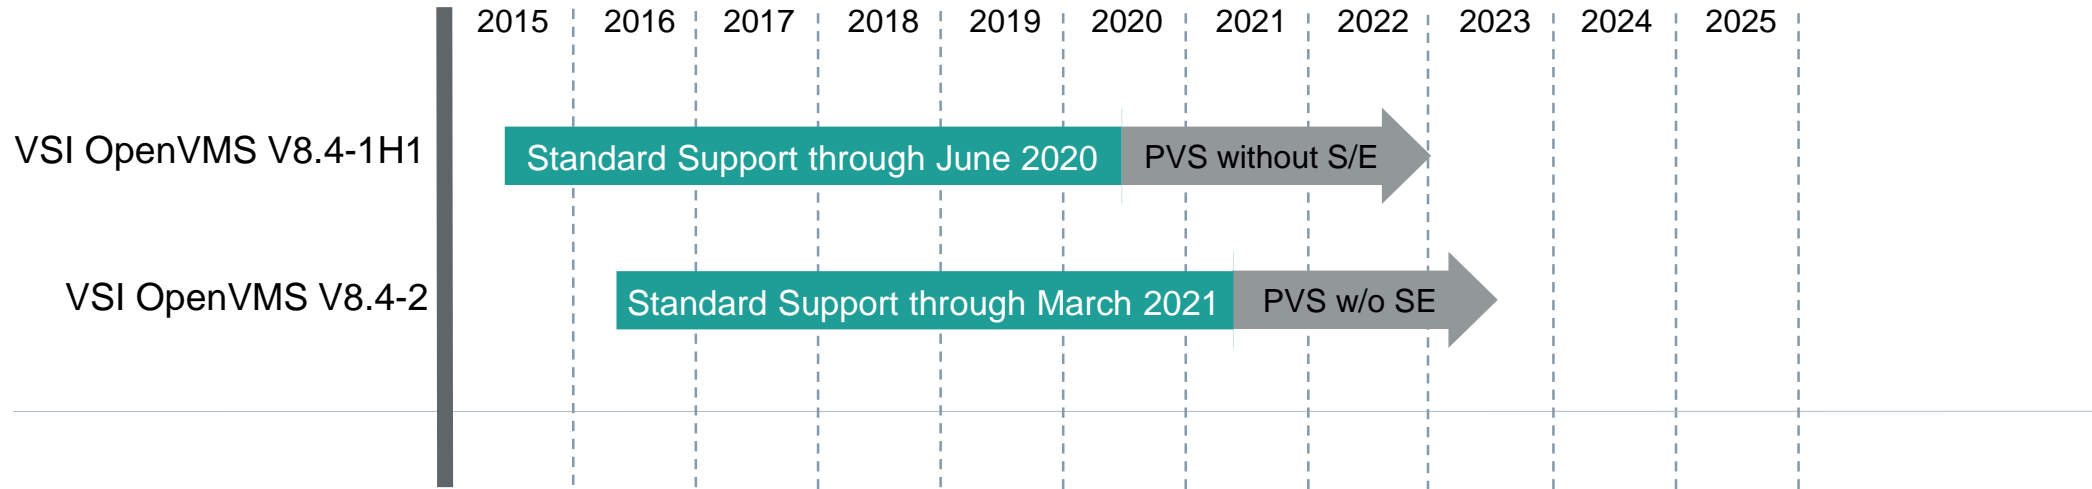 2015 2016 2017 2018 2019 2020 2021 2022 2023 2024 2025
VSI OpenVMS V8.4-1H1 Standard Support through June 2020 PVS without S/E
VSI OpenVMS V8.4-2 Standard Support through March 2021 PVS w/o SE